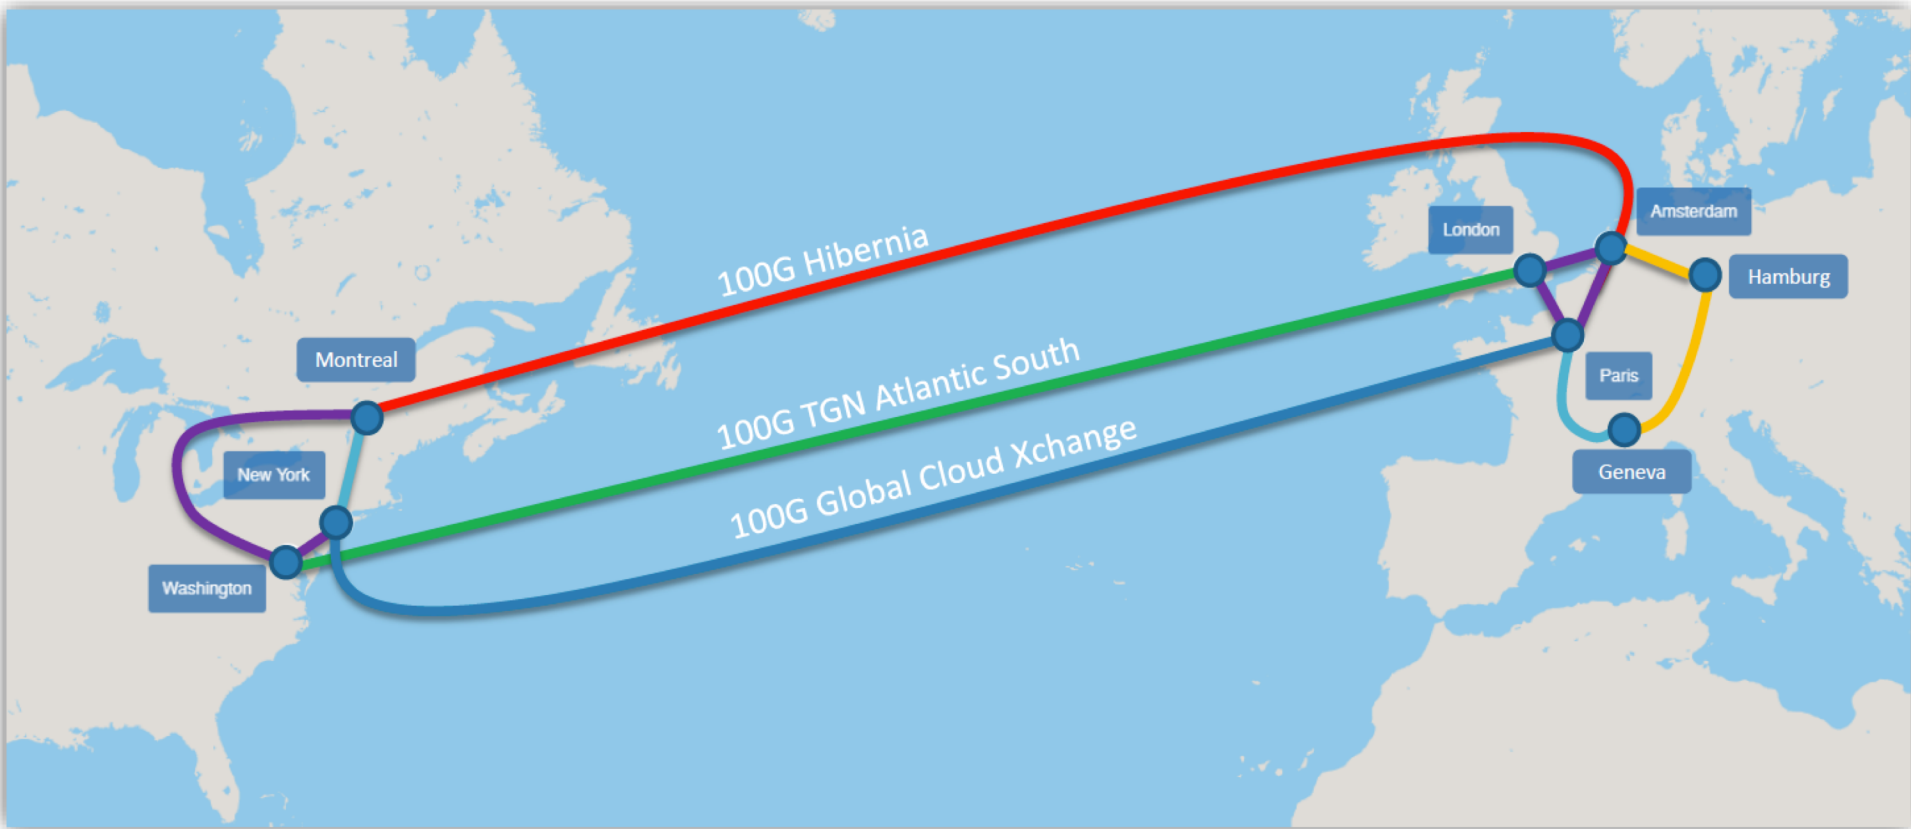 100G Hibernia
Amsterdam
London
Hamburg
Montreal
100G TGN Atlantic South
Paris
100G Global Cloud Xchange
New York
Geneva
Washington